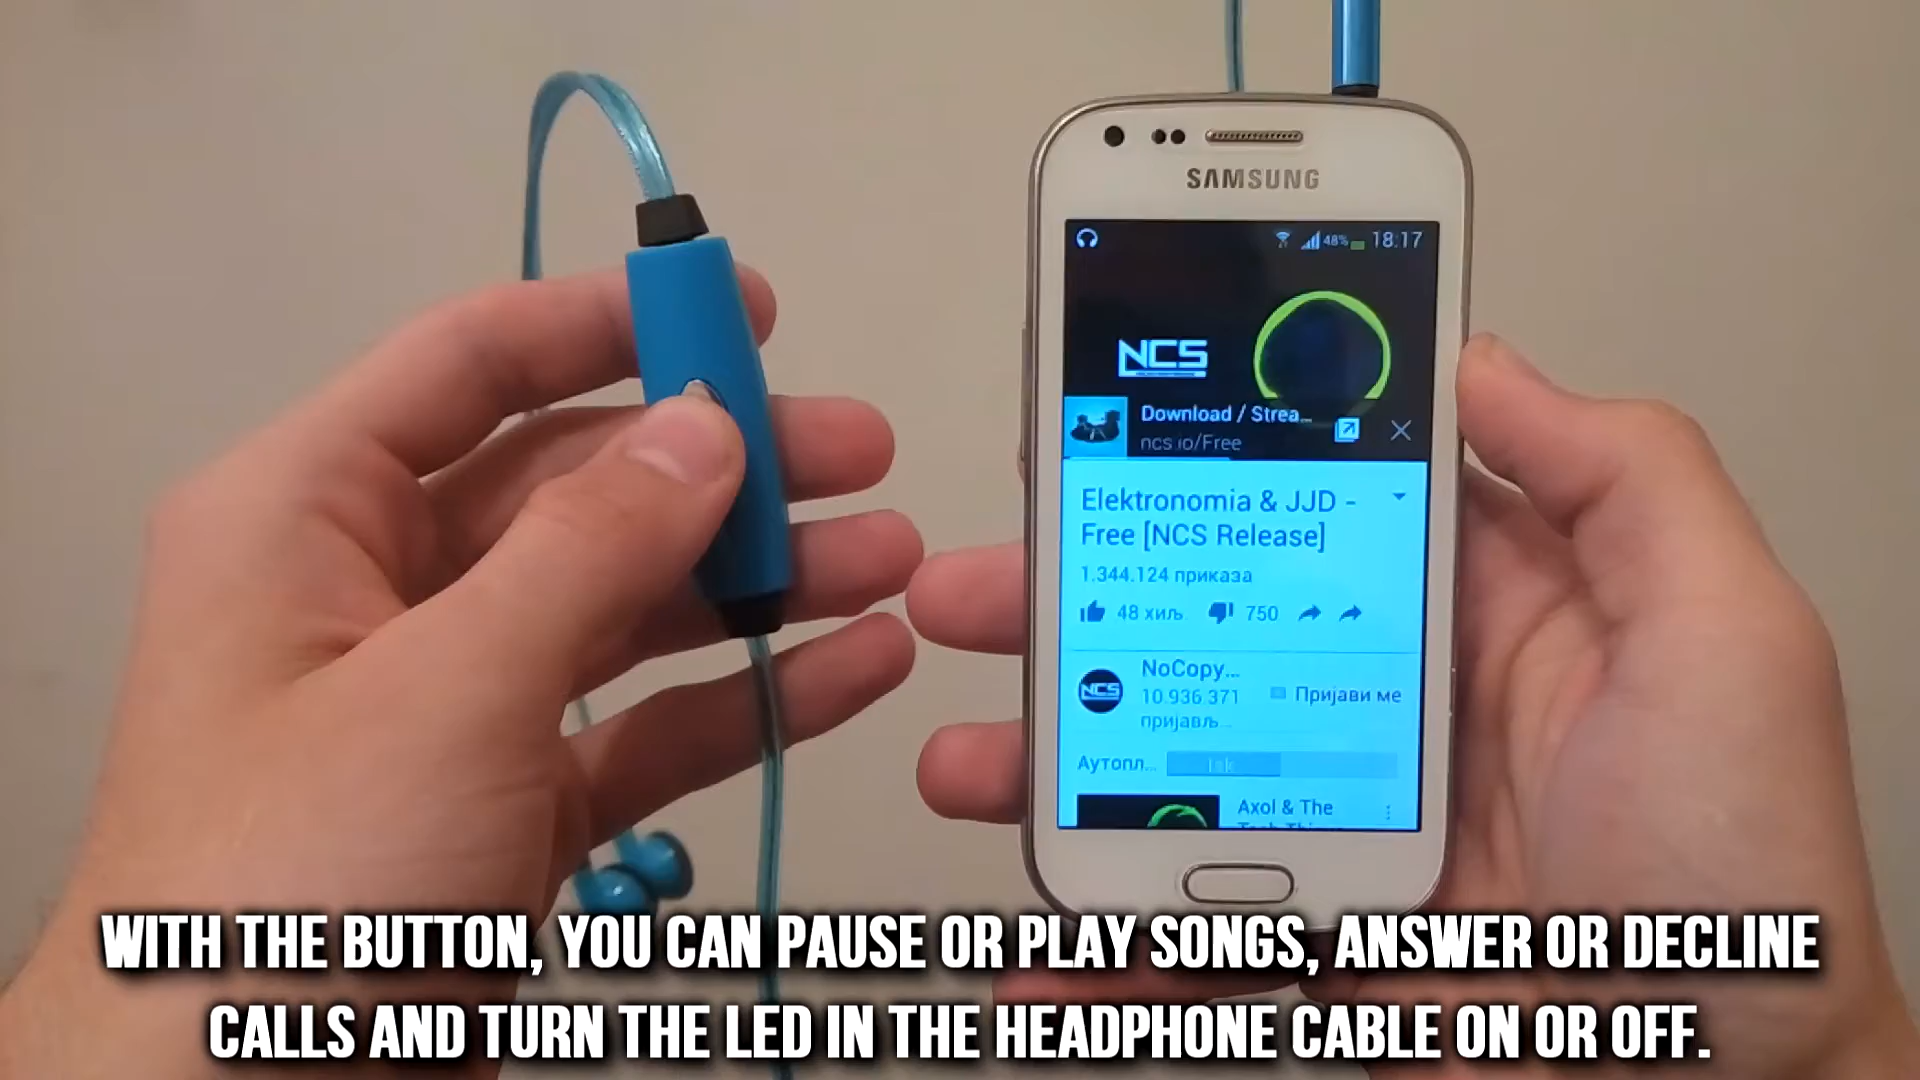 SAMSUNG
48% 18:17
NCS
Download / Strea...
ncs.io/Free
Elektronomia & JJD -
Free [NCS Release]
1.344.124 приказа
48 хиљ. 750
NoCopy...
NCS
10.936.371
Пријави ме
пријављ...
Аутопл...
Axol & The
WITH THE BUTTON, YOU CAN PAUSE OR PLAY SONGS, ANSWER OR DECLINE
CALLS AND TURN THE LED IN THE HEADPHONE CABLE ON OR OFF.